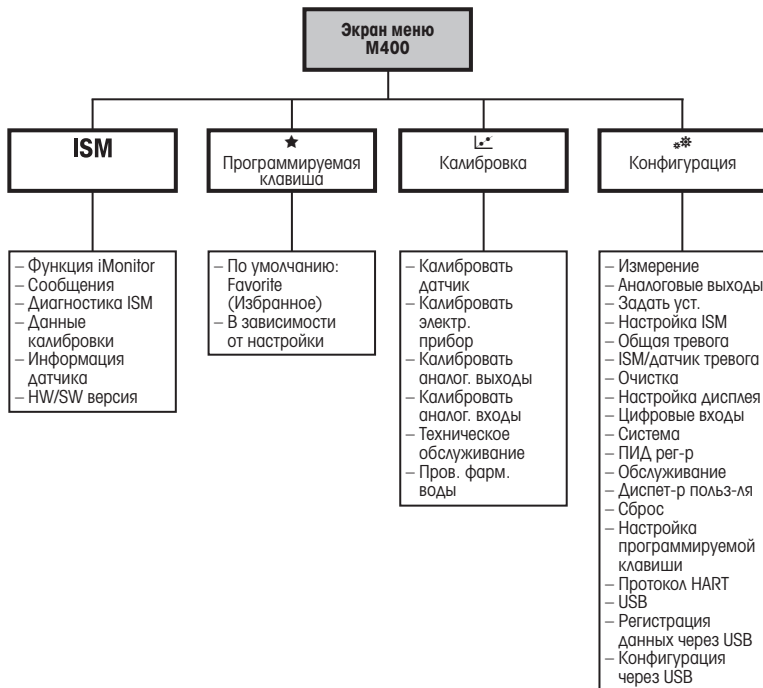 Экран меню
M400
ISM
Программируемая
клавиша
Калибровка
Конфигурация
– Функция iMonitor
– Сообщения
– Диагностика ISM
– Данные
калибровки
– Информация
датчика
– HW/SW версия
– По умолчанию:
Favorite
(Избранное)
– В зависимости
от настройки
– Калибровать
датчик
– Калибровать
электр.
прибор
– Калибровать
аналог. выходы
– Калибровать
аналог. входы
– Техническое
обслуживание
– Пров. фарм.
воды
– Измерение
– Аналоговые выходы
– Задать уст.
– Настройка ISM
– Общая тревога
– ISM/датчик тревога
– Очистка
– Настройка дисплея
– Цифровые входы
– Система
– ПИД рег-р
– Обслуживание
– Диспет-р польз-ля
– Сброс
– Настройка
программируемой
клавиши
– Протокол HART
– USB
– Регистрация
данных через USB
– Конфигурация
через USB